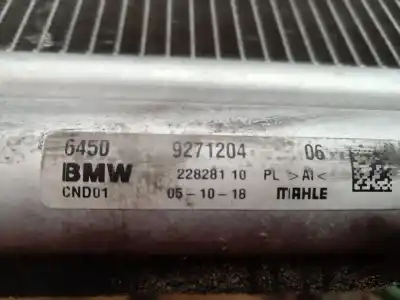 6450 9271204 06
BMW 228281 10 PL >Al<
CND01 05-10-18 MAHLE